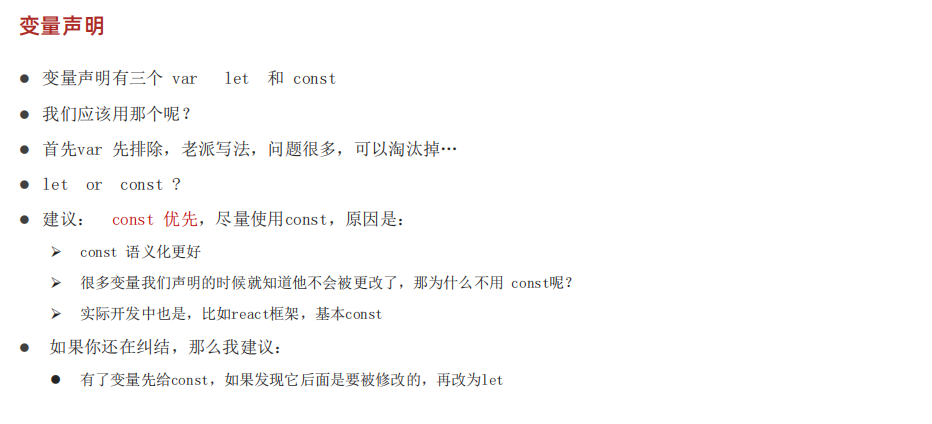 变量声明
● 变量声明有三个 var let 和 const
● 我们应该用那个呢？
● 首先var 先排除，老派写法，问题很多，可以淘汰掉…
● let or const ?
● 建议： const 优先，尽量使用const，原因是：
➢ const 语义化更好
➢ 很多变量我们声明的时候就知道他不会被更改了，那为什么不用 const呢？
➢ 实际开发中也是，比如react框架，基本const
● 如果你还在纠结，那么我建议：
● 有了变量先给const，如果发现它后面是要被修改的，再改为let